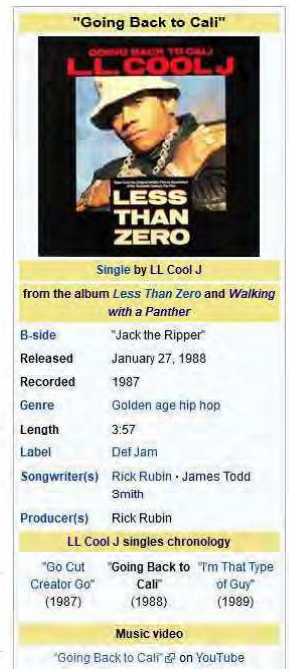 "Going Back to Cali"
GOING BACK TO CALI
L.L. COOL J
LESS
THAN
ZERO
Single by LL Cool J
from the album Less Than Zero and Walking
with a Panther
B-side "Jack the Ripper"
Released January 27, 1988
Recorded 1987
Genre Golden age hip hop
Length 3:57
Label Def Jam
Songwriter(s) Rick Rubin · James Todd
Smith
Producer(s) Rick Rubin
LL Cool J singles chronology
"Go Cut "Going Back to "I'm That Type
Creator Go" Cali" of Guy"
(1987) (1988) (1989)
Music video
"Going Back to Cali" on YouTube